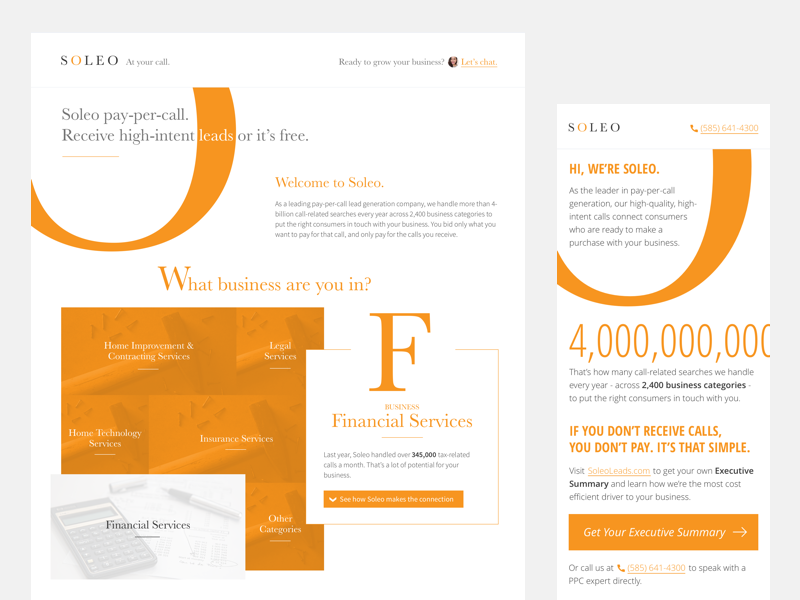 SOLEO At your call.
Ready to grow your business? Let's chat.
Soleo pay-per-call.
Receive high-intent leads or it's free.
Welcome to Soleo.
As a leading pay-per-call lead generation company, we handle more than 4-
billion call-related searches every year across 2,400 business categories to
put the right consumers in touch with your business. You bid only what you
want to pay for that call, and only pay for the calls you receive.
What business are you in?
Home Improvement &
Contracting Services
Legal
Services
Home Technology
Services
Insurance Services
Financial Services
Other
Categories
F
BUSINESS
Financial Services
Last year, Soleo handled over 345,000 tax-related
calls a month. That's a lot of potential for your
business.
See how Soleo makes the connection
SOLEO
(585) 641-4300
HI, WE'RE SOLEO.
As the leader in pay-per-call
generation, our high-quality, high-
intent calls connect consumers
who are ready to make a
purchase with your business.
4,000,000,000
That's how many call-related searches we handle
every year - across 2,400 business categories -
to put the right consumers in touch with you.
IF YOU DON'T RECEIVE CALLS,
YOU DON'T PAY. IT'S THAT SIMPLE.
Visit SoleoLeads.com to get your own Executive
Summary and learn how we're the most cost
efficient driver to your business.
Get Your Executive Summary
Or call us at (585) 641-4300 to speak with a
PPC expert directly.